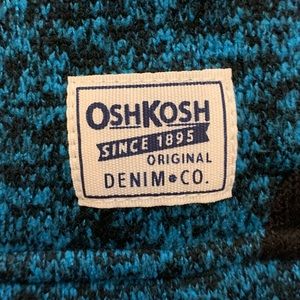 OSHKOSH
SINCE 1895
ORIGINAL
DENIM • CO.